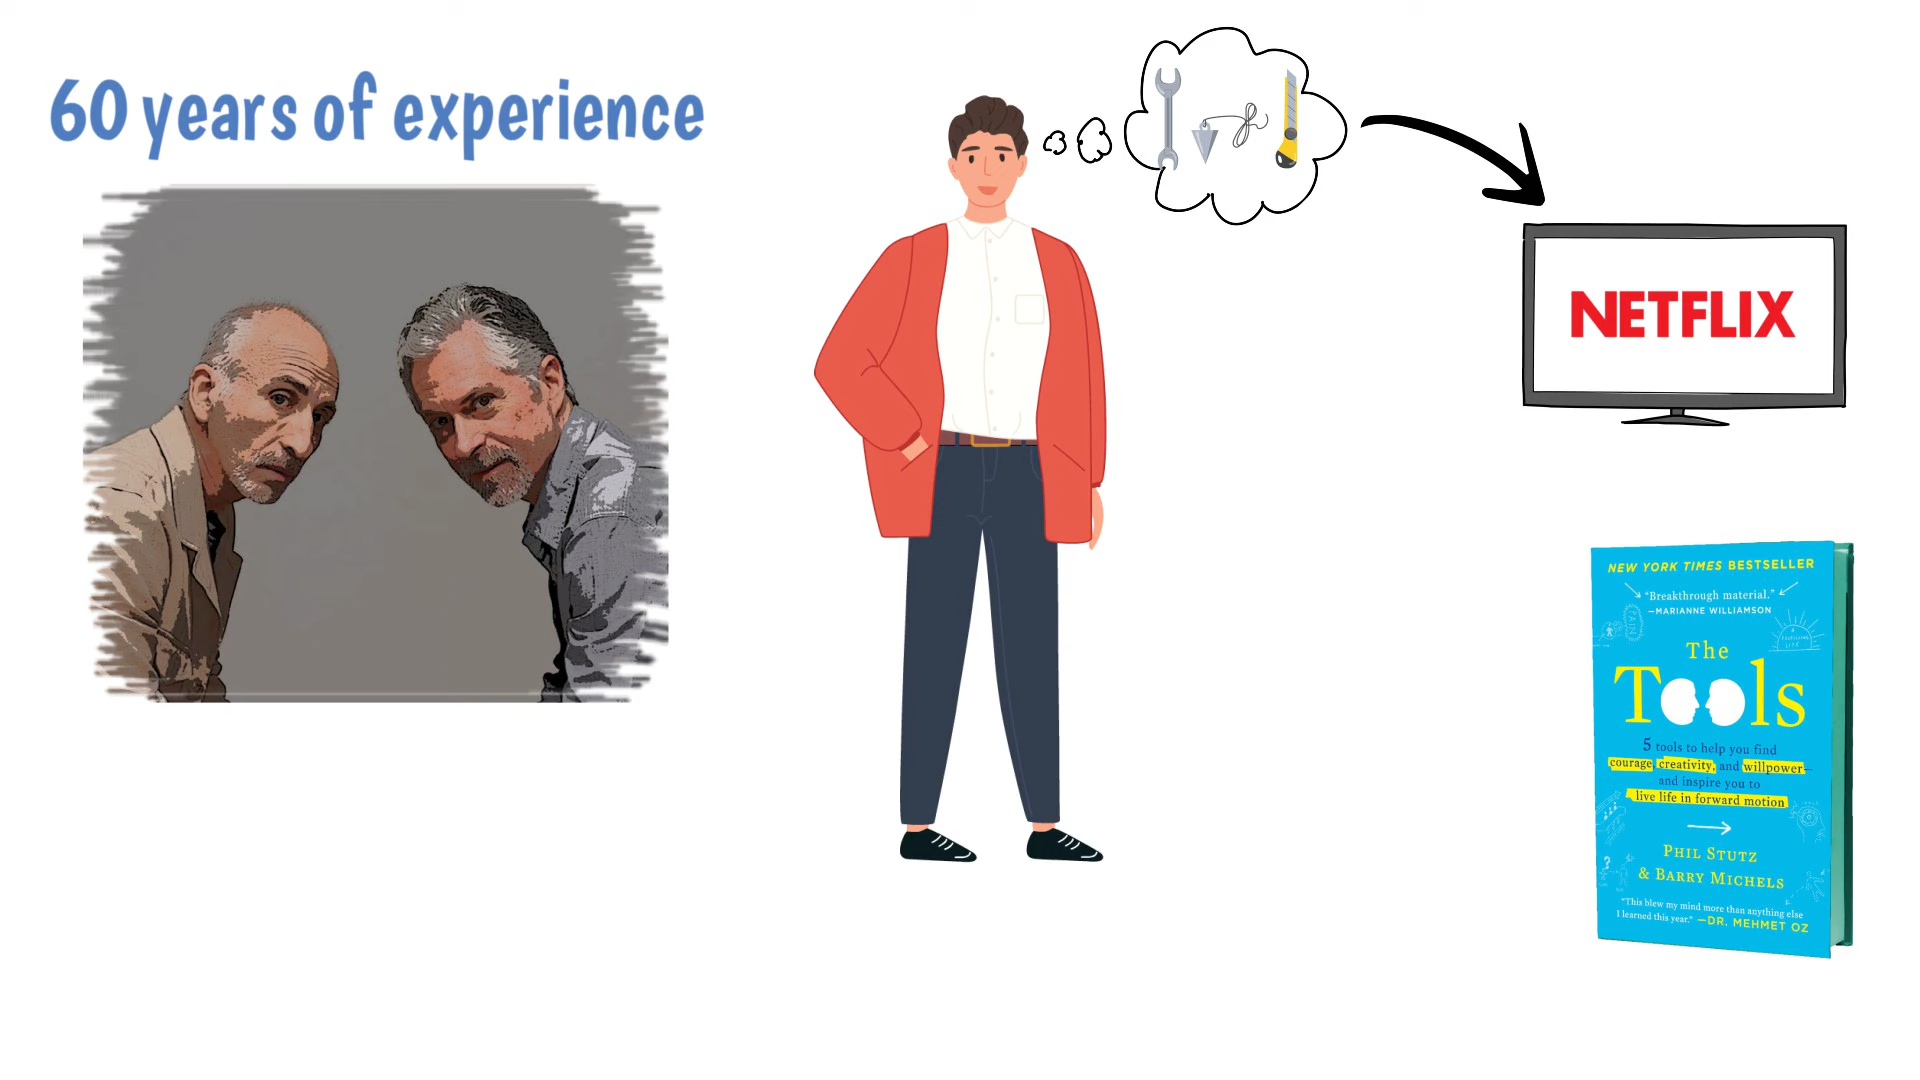 60 years of experience
NETFLIX
NEW YORK TIMES BESTSELLER
"Breakthrough material."
—MARIANNE WILLIAMSON
The
Tools
5 tools to help you find
courage, creativity, and willpower—
and inspire you to
live life in forward motion
PHIL STUTZ
& BARRY MICHELS
"This blew my mind more than anything else
I learned this year." —DR. MEHMET OZ